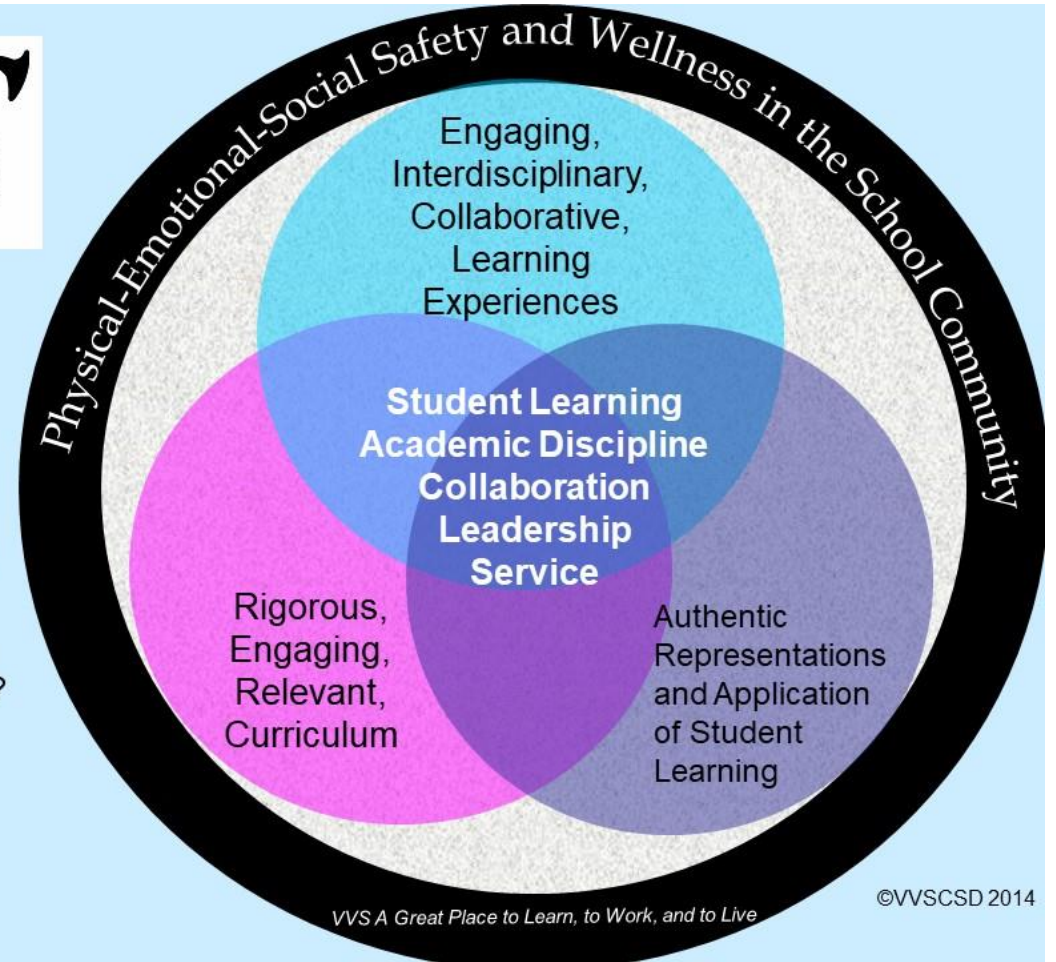 Physical-Emotional-Social Safety and Wellness in the School Community
Engaging,
Interdisciplinary,
Collaborative,
Learning
Experiences
Student Learning
Academic Discipline
Collaboration
Leadership
Service
Rigorous,
Engaging,
Relevant,
Curriculum
Authentic
Representations
and Application
of Student
Learning
VVS A Great Place to Learn, to Work, and to Live
©VVSCSD 2014